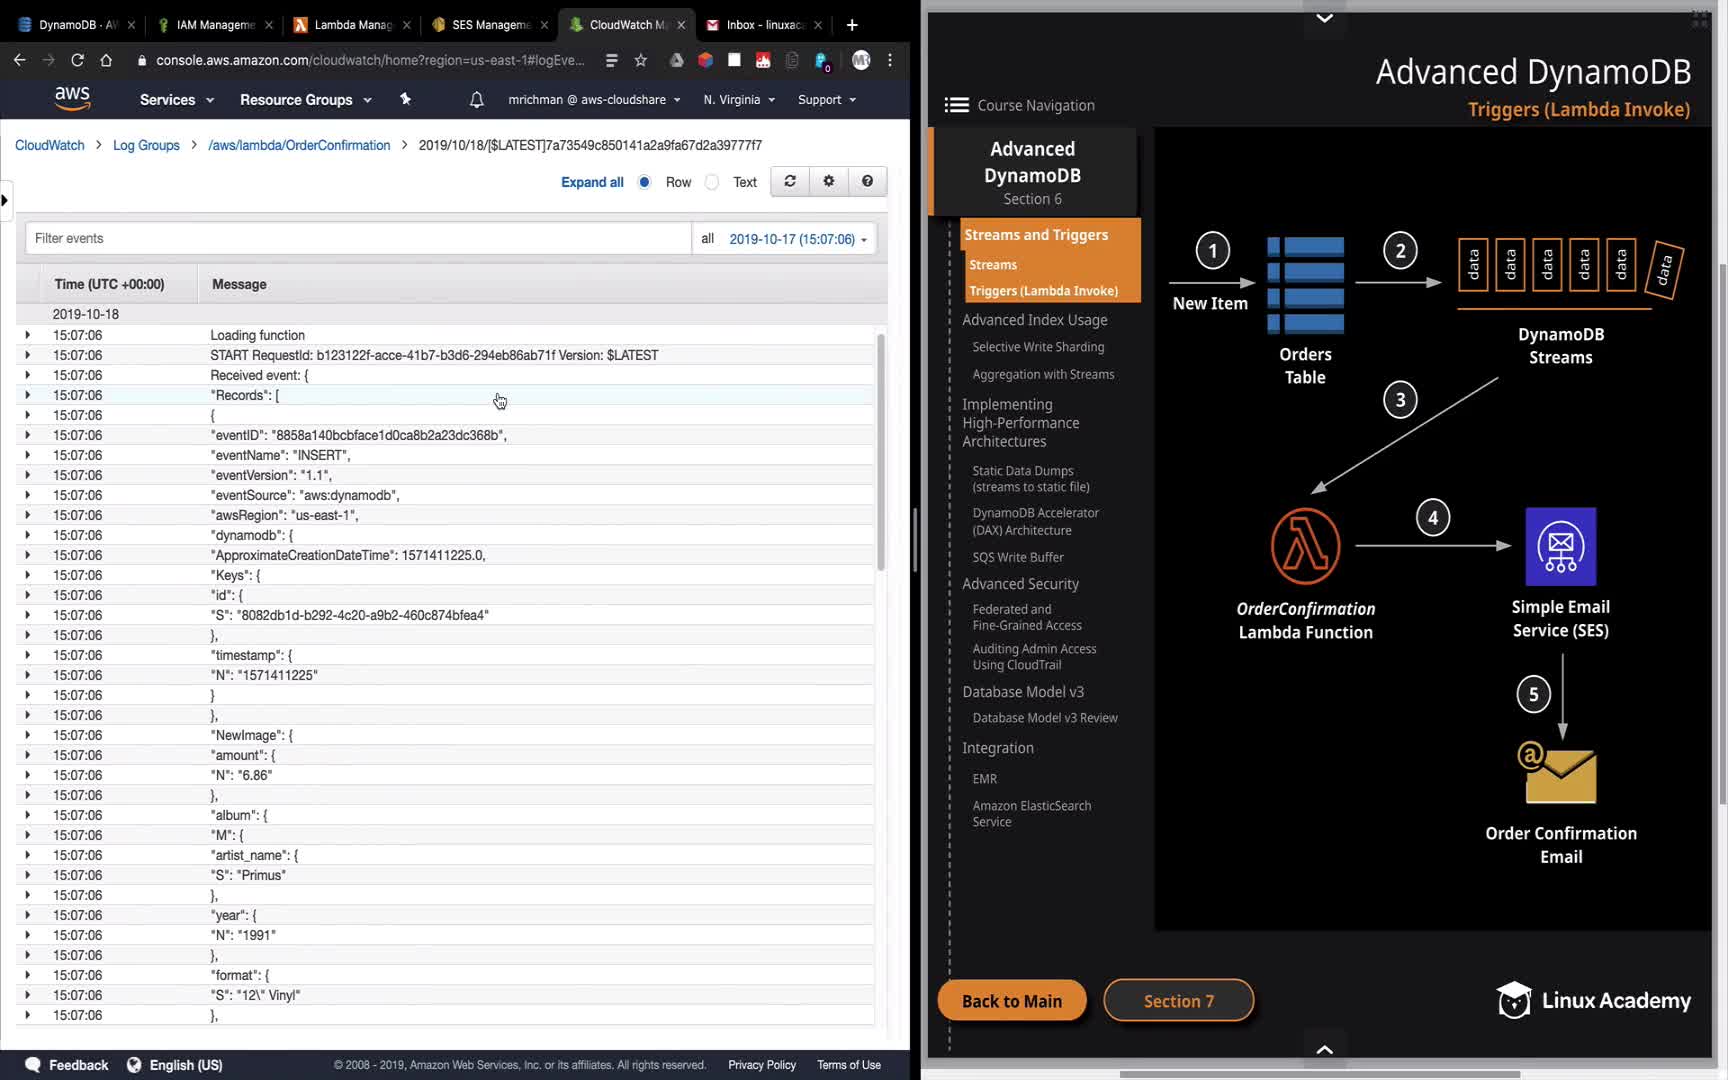 DynamoDB · AW
IAM Manageme
Lambda Manag
SES Manageme
CloudWatch M
Inbox - linuxac
console.aws.amazon.com/cloudwatch/home?region=us-east-1#logEve...
0
aws
Services
Resource Groups
mrichman @ aws-cloudshare
N. Virginia
Support
CloudWatch
Log Groups
/aws/lambda/OrderConfirmation
2019/10/18/[$LATEST]7a73549c850141a2a9fa67d2a39777f7
Expand all
Row
Text
Filter events
all
2019-10-17 (15:07:06)
Time (UTC +00:00)
Message
2019-10-18
15:07:06 Loading function
15:07:06 START RequestId: b123122f-acce-41b7-b3d6-294eb86ab71f Version: $LATEST
15:07:06 Received event: {
15:07:06 "Records": [
15:07:06 {
15:07:06 "eventID": "8858a140bcbface1d0ca8b2a23dc368b",
15:07:06 "eventName": "INSERT",
15:07:06 "eventVersion": "1.1",
15:07:06 "eventSource": "aws:dynamodb",
15:07:06 "awsRegion": "us-east-1",
15:07:06 "dynamodb": {
15:07:06 "ApproximateCreationDateTime": 1571411225.0,
15:07:06 "Keys": {
15:07:06 "id": {
15:07:06 "S": "8082db1d-b292-4c20-a9b2-460c874bfea4"
15:07:06 },
15:07:06 "timestamp": {
15:07:06 "N": "1571411225"
15:07:06 }
15:07:06 },
15:07:06 "NewImage": {
15:07:06 "amount": {
15:07:06 "N": "6.86"
15:07:06 },
15:07:06 "album": {
15:07:06 "M": {
15:07:06 "artist_name": {
15:07:06 "S": "Primus"
15:07:06 },
15:07:06 "year": {
15:07:06 "N": "1991"
15:07:06 },
15:07:06 "format": {
15:07:06 "S": "12\" Vinyl"
15:07:06 },
Feedback
English (US)
© 2008 - 2019, Amazon Web Services, Inc. or its affiliates. All rights reserved.
Privacy Policy
Terms of Use
Advanced DynamoDB
Triggers (Lambda Invoke)
Course Navigation
Advanced
DynamoDB
Section 6
Streams and Triggers
Streams
Triggers (Lambda Invoke)
Advanced Index Usage
Selective Write Sharding
Aggregation with Streams
Implementing
High-Performance
Architectures
Static Data Dumps
(streams to static file)
DynamoDB Accelerator
(DAX) Architecture
SQS Write Buffer
Advanced Security
Federated and
Fine-Grained Access
Auditing Admin Access
Using CloudTrail
Database Model v3
Database Model v3 Review
Integration
EMR
Amazon ElasticSearch
Service
1
New Item
Orders
Table
2
data
data
data
data
data
data
DynamoDB
Streams
3
OrderConfirmation
Lambda Function
4
Simple Email
Service (SES)
5
@
Order Confirmation
Email
Back to Main
Section 7
Linux Academy